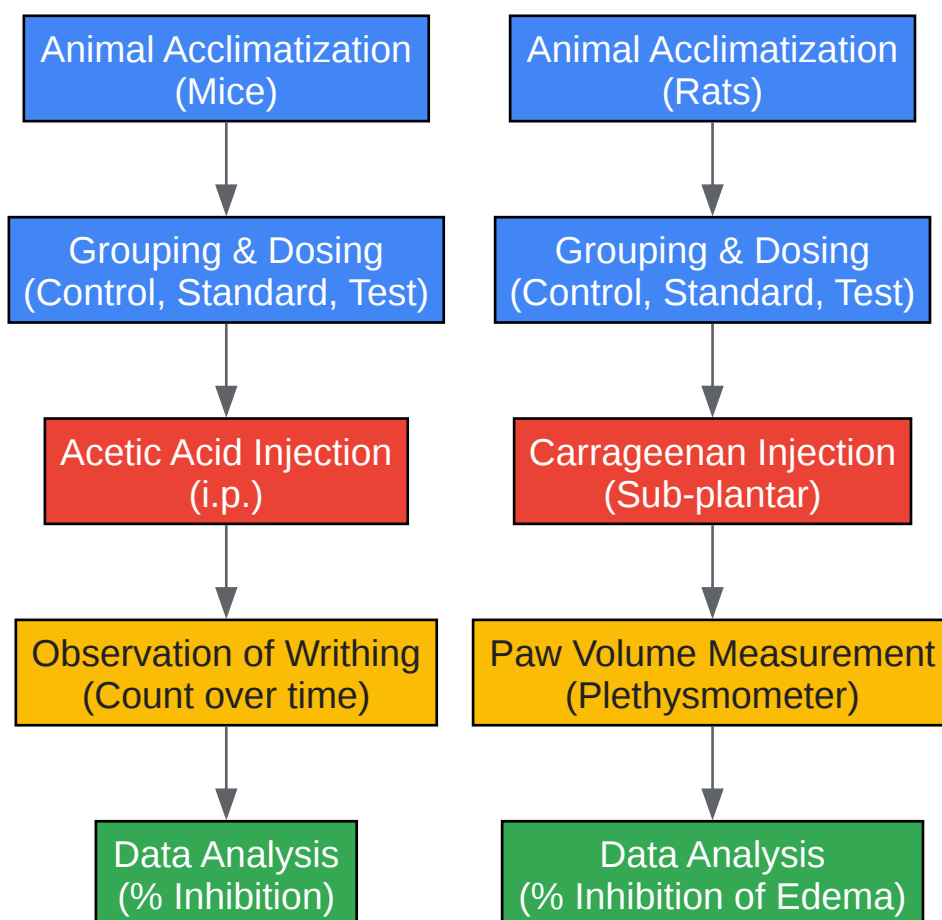 Animal Acclimatization
(Mice)
Animal Acclimatization
(Rats)
Grouping & Dosing
(Control, Standard, Test)
Grouping & Dosing
(Control, Standard, Test)
Acetic Acid Injection
(i.p.)
Carrageenan Injection
(Sub-plantar)
Observation of Writhing
(Count over time)
Paw Volume Measurement
(Plethysmometer)
Data Analysis
(% Inhibition)
Data Analysis
(% Inhibition of Edema)